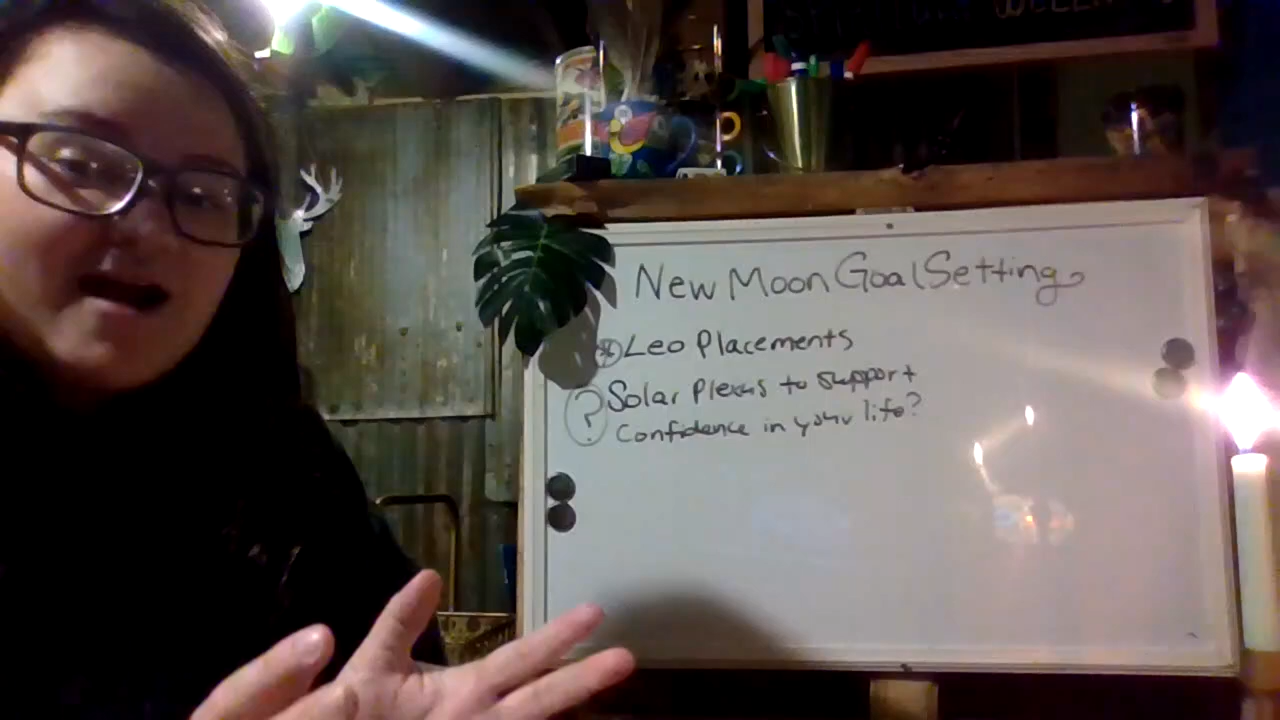 New Moon Goal Setting
* Leo Placements
? Solar Plexus to support
Confidence in your life?